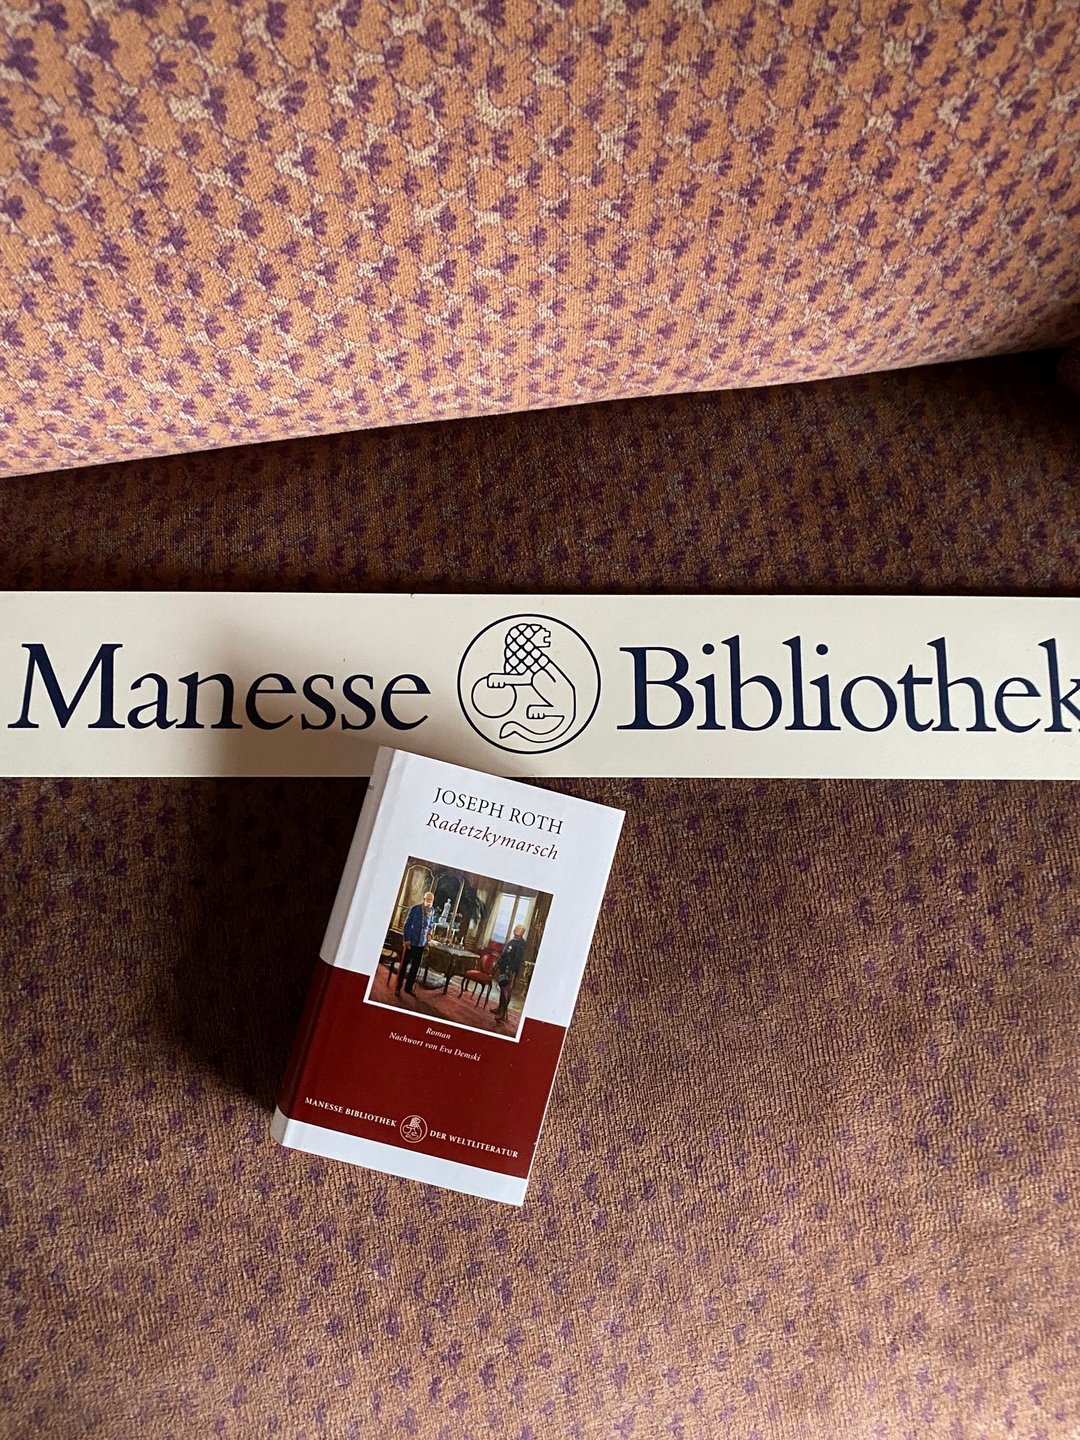 Manesse Bibliothek
JOSEPH ROTH
Radetzkymarsch
Roman
Nachwort von Eva Demski
MANESSE BIBLIOTHEK DER WELTLITERATUR